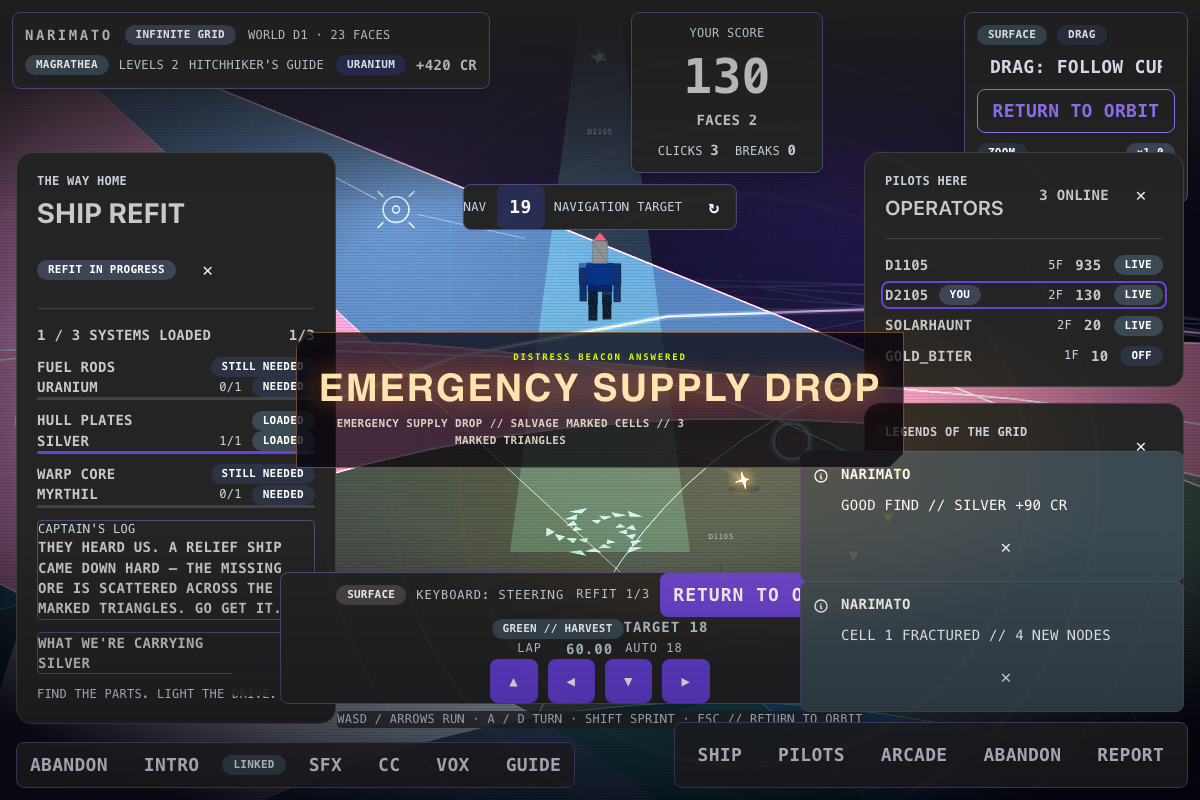 NARIMATO INFINITE GRID WORLD D1 · 23 FACES
MAGRATHEA LEVELS 2 HITCHHIKER'S GUIDE URANIUM +420 CR
YOUR SCORE
130
FACES 2
CLICKS 3 BREAKS 0
SURFACE DRAG
DRAG: FOLLOW CUR
RETURN TO ORBIT
ZOOM ×1.0
D2105
NAV 19 NAVIGATION TARGET ↻
THE WAY HOME
SHIP REFIT
REFIT IN PROGRESS ×
1 / 3 SYSTEMS LOADED 1/3
FUEL RODS STILL NEEDED
URANIUM 0/1 NEEDED
HULL PLATES LOADED
SILVER 1/1 LOADED
WARP CORE STILL NEEDED
MYRTHIL 0/1 NEEDED
CAPTAIN'S LOG
THEY HEARD US. A RELIEF SHIP
CAME DOWN HARD — THE MISSING
ORE IS SCATTERED ACROSS THE
MARKED TRIANGLES. GO GET IT.
WHAT WE'RE CARRYING
SILVER
FIND THE PARTS. LIGHT THE DRIVE.
PILOTS HERE
OPERATORS 3 ONLINE ×
D1105 5F 935 LIVE
D2105 YOU 2F 130 LIVE
SOLARHAUNT 2F 20 LIVE
GOLD_BITER 1F 10 OFF
DISTRESS BEACON ANSWERED
EMERGENCY SUPPLY DROP
EMERGENCY SUPPLY DROP // SALVAGE MARKED CELLS // 3
MARKED TRIANGLES
LEGENDS OF THE GRID
×
NARIMATO
GOOD FIND // SILVER +90 CR
×
NARIMATO
CELL 1 FRACTURED // 4 NEW NODES
×
D1105
SURFACE KEYBOARD: STEERING REFIT 1/3 RETURN TO O
GREEN // HARVEST TARGET 18
LAP 60.00 AUTO 18
▲ ◀ ▼ ▶
WASD / ARROWS RUN · A / D TURN · SHIFT SPRINT · ESC // RETURN TO ORBIT
ABANDON INTRO LINKED SFX CC VOX GUIDE
SHIP PILOTS ARCADE ABANDON REPORT